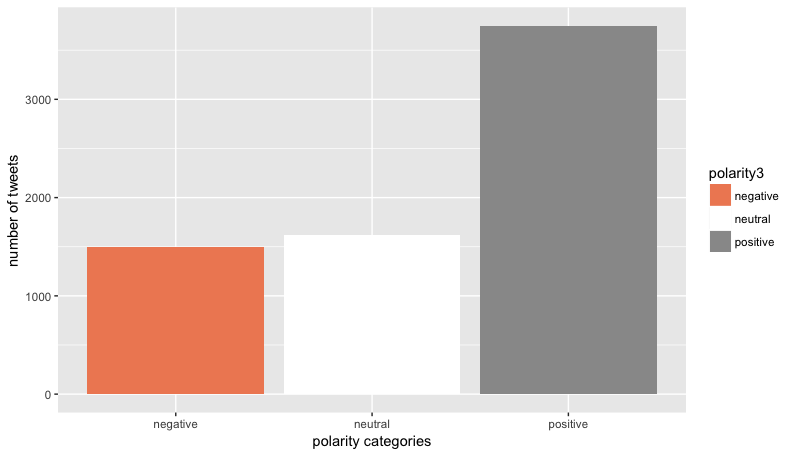 number of tweets
3000
2000
1000
0
negative neutral positive
polarity categories
polarity3
negative
neutral
positive